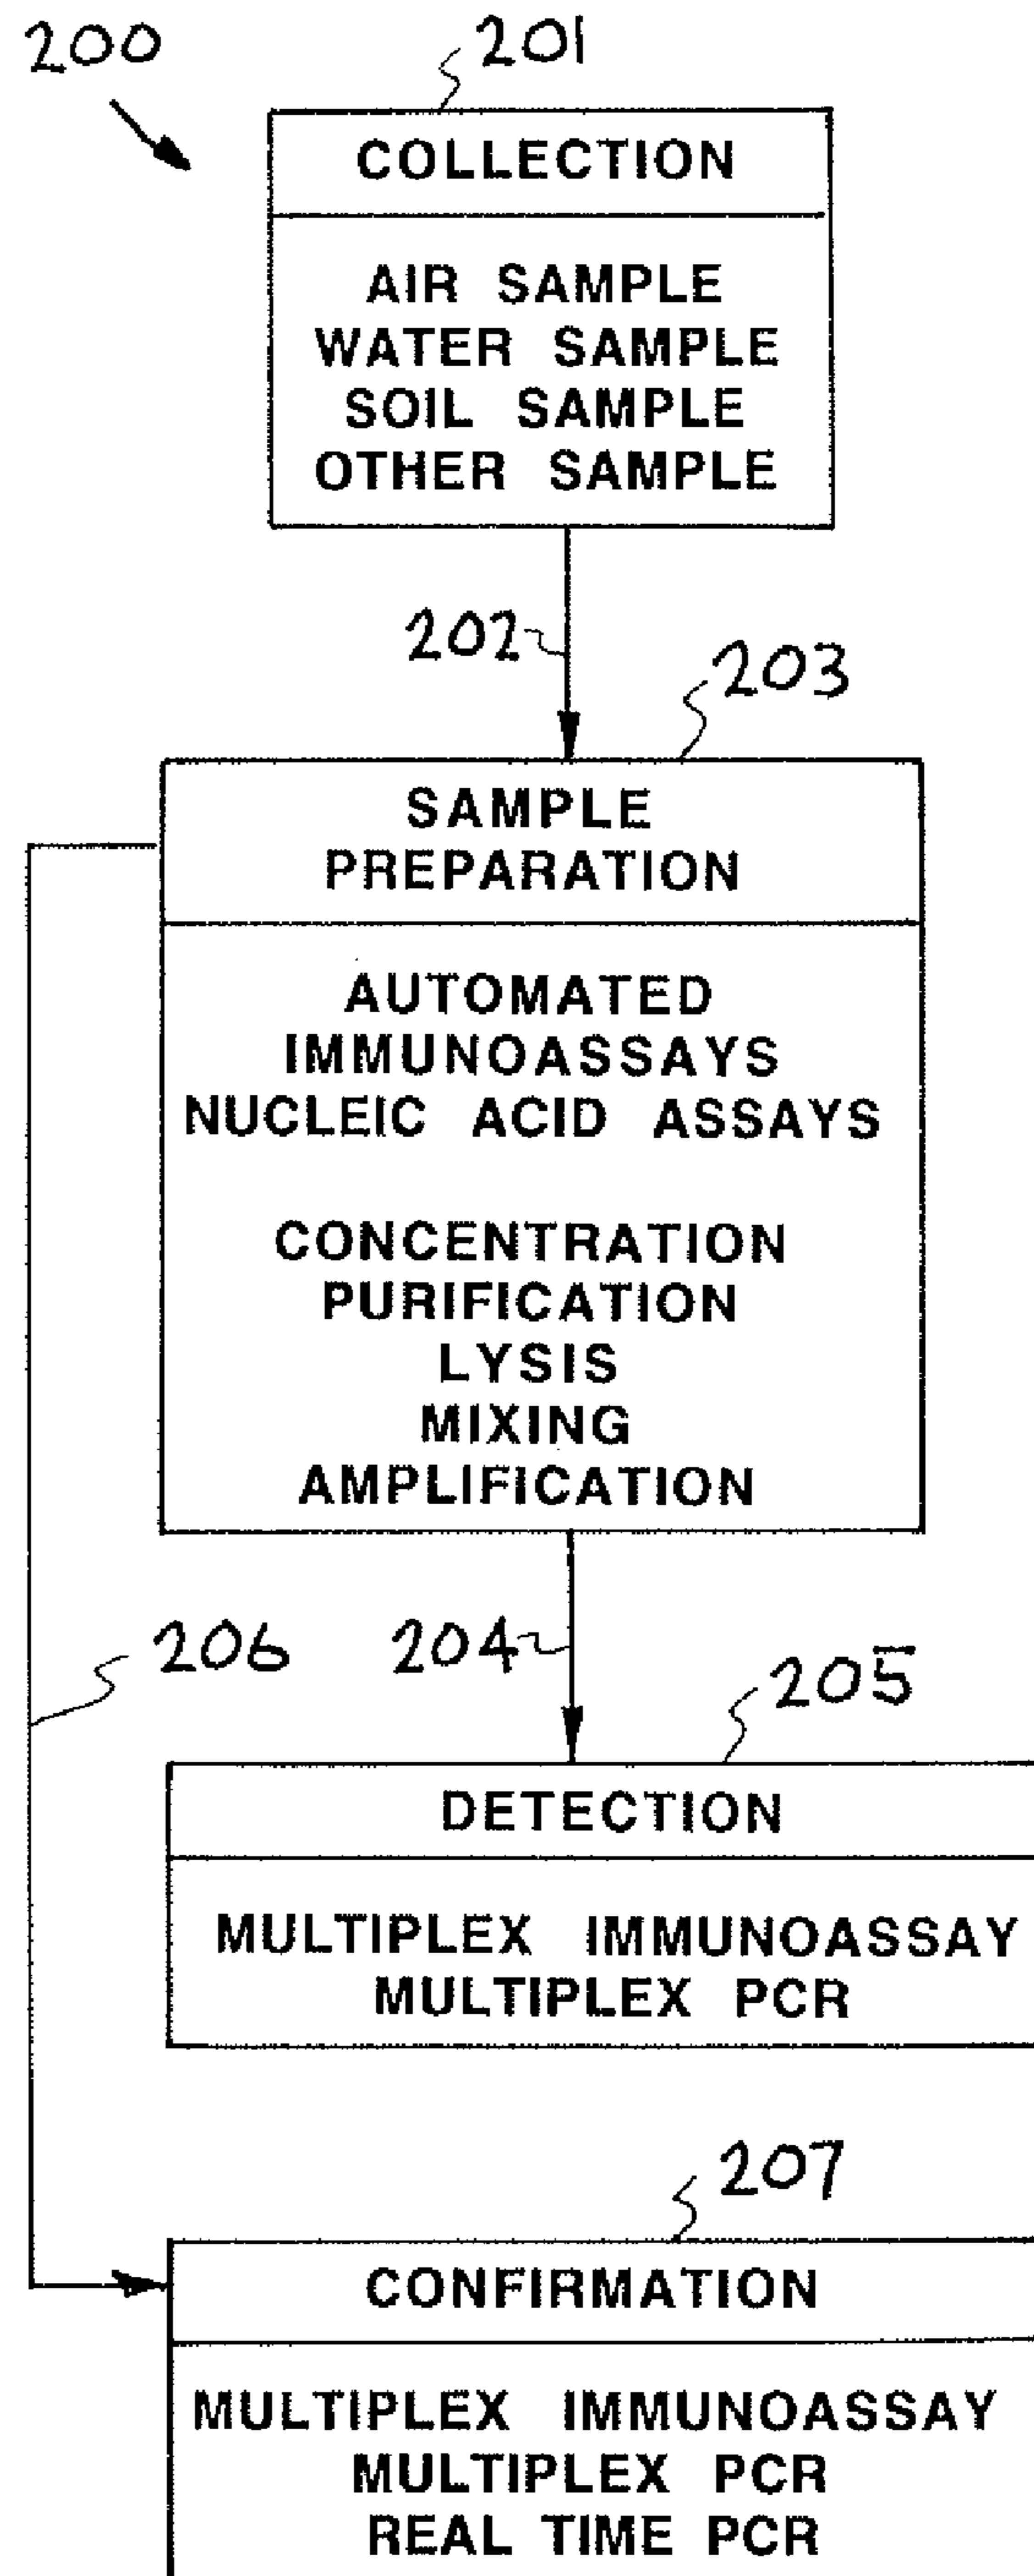 200
201
COLLECTION
AIR SAMPLE
WATER SAMPLE
SOIL SAMPLE
OTHER SAMPLE
202
203
SAMPLE
PREPARATION
AUTOMATED
IMMUNOASSAYS
NUCLEIC ACID ASSAYS
CONCENTRATION
PURIFICATION
LYSIS
MIXING
AMPLIFICATION
206
204
205
DETECTION
MULTIPLEX IMMUNOASSAY
MULTIPLEX PCR
207
CONFIRMATION
MULTIPLEX IMMUNOASSAY
MULTIPLEX PCR
REAL TIME PCR